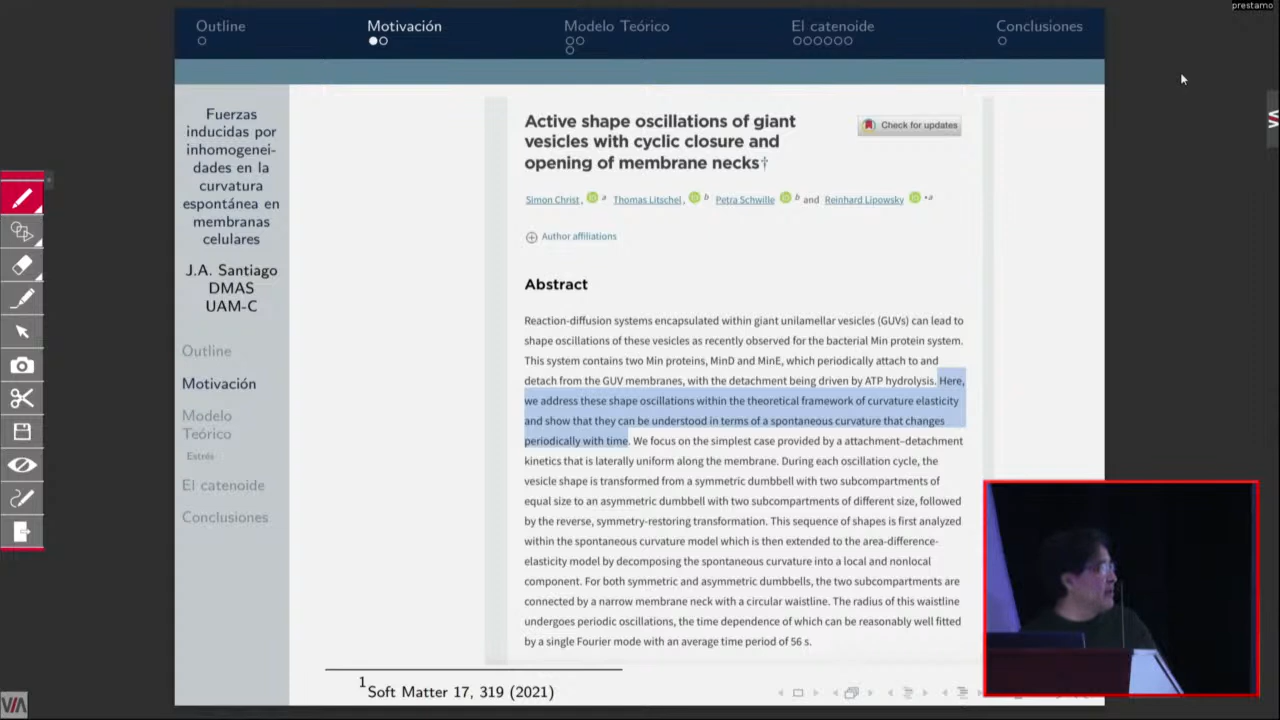 prestamo
Outline
Motivación
Modelo Teórico
El catenoide
Conclusiones
Fuerzas
inducidas por
inhomogenei-
dades en la
curvatura
espontánea en
membranas
celulares
J.A. Santiago
DMAS
UAM-C
Outline
Motivación
Modelo
Teórico
Estrés
El catenoide
Conclusiones
Active shape oscillations of giant
vesicles with cyclic closure and
opening of membrane necks†
Check for updates
Simon Christ, a Thomas Litschel, b Petra Schwille b and Reinhard Lipowsky *a
Author affiliations
Abstract
Reaction-diffusion systems encapsulated within giant unilamellar vesicles (GUVs) can lead to
shape oscillations of these vesicles as recently observed for the bacterial Min protein system.
This system contains two Min proteins, MinD and MinE, which periodically attach to and
detach from the GUV membranes, with the detachment being driven by ATP hydrolysis. Here,
we address these shape oscillations within the theoretical framework of curvature elasticity
and show that they can be understood in terms of a spontaneous curvature that changes
periodically with time. We focus on the simplest case provided by a attachment–detachment
kinetics that is laterally uniform along the membrane. During each oscillation cycle, the
vesicle shape is transformed from a symmetric dumbbell with two subcompartments of
equal size to an asymmetric dumbbell with two subcompartments of different size, followed
by the reverse, symmetry-restoring transformation. This sequence of shapes is first analyzed
within the spontaneous curvature model which is then extended to the area-difference-
elasticity model by decomposing the spontaneous curvature into a local and nonlocal
component. For both symmetric and asymmetric dumbbells, the two subcompartments are
connected by a narrow membrane neck with a circular waistline. The radius of this waistline
undergoes periodic oscillations, the time dependence of which can be reasonably well fitted
by a single Fourier mode with an average time period of 56 s.
1Soft Matter 17, 319 (2021)